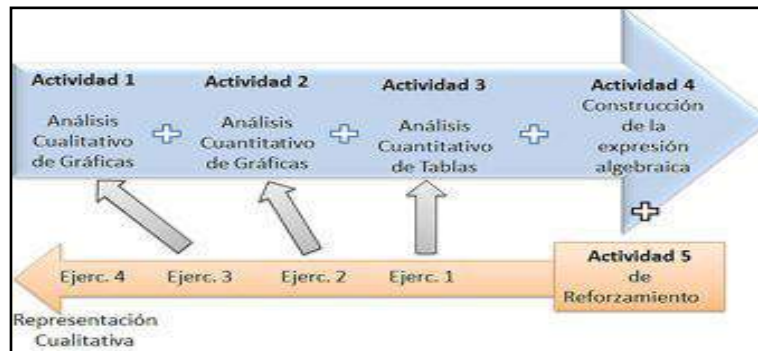 Actividad 1
Análisis
Cualitativo
de Gráficas
Actividad 2
Análisis
Cuantitativo
de Gráficas
Actividad 3
Análisis
Cuantitativo
de Tablas
Actividad 4
Construcción
de la
expresión
algebraica
Ejerc. 4
Ejerc. 3
Ejerc. 2
Ejerc. 1
Actividad 5
de
Reforzamiento
Representación
Cualitativa